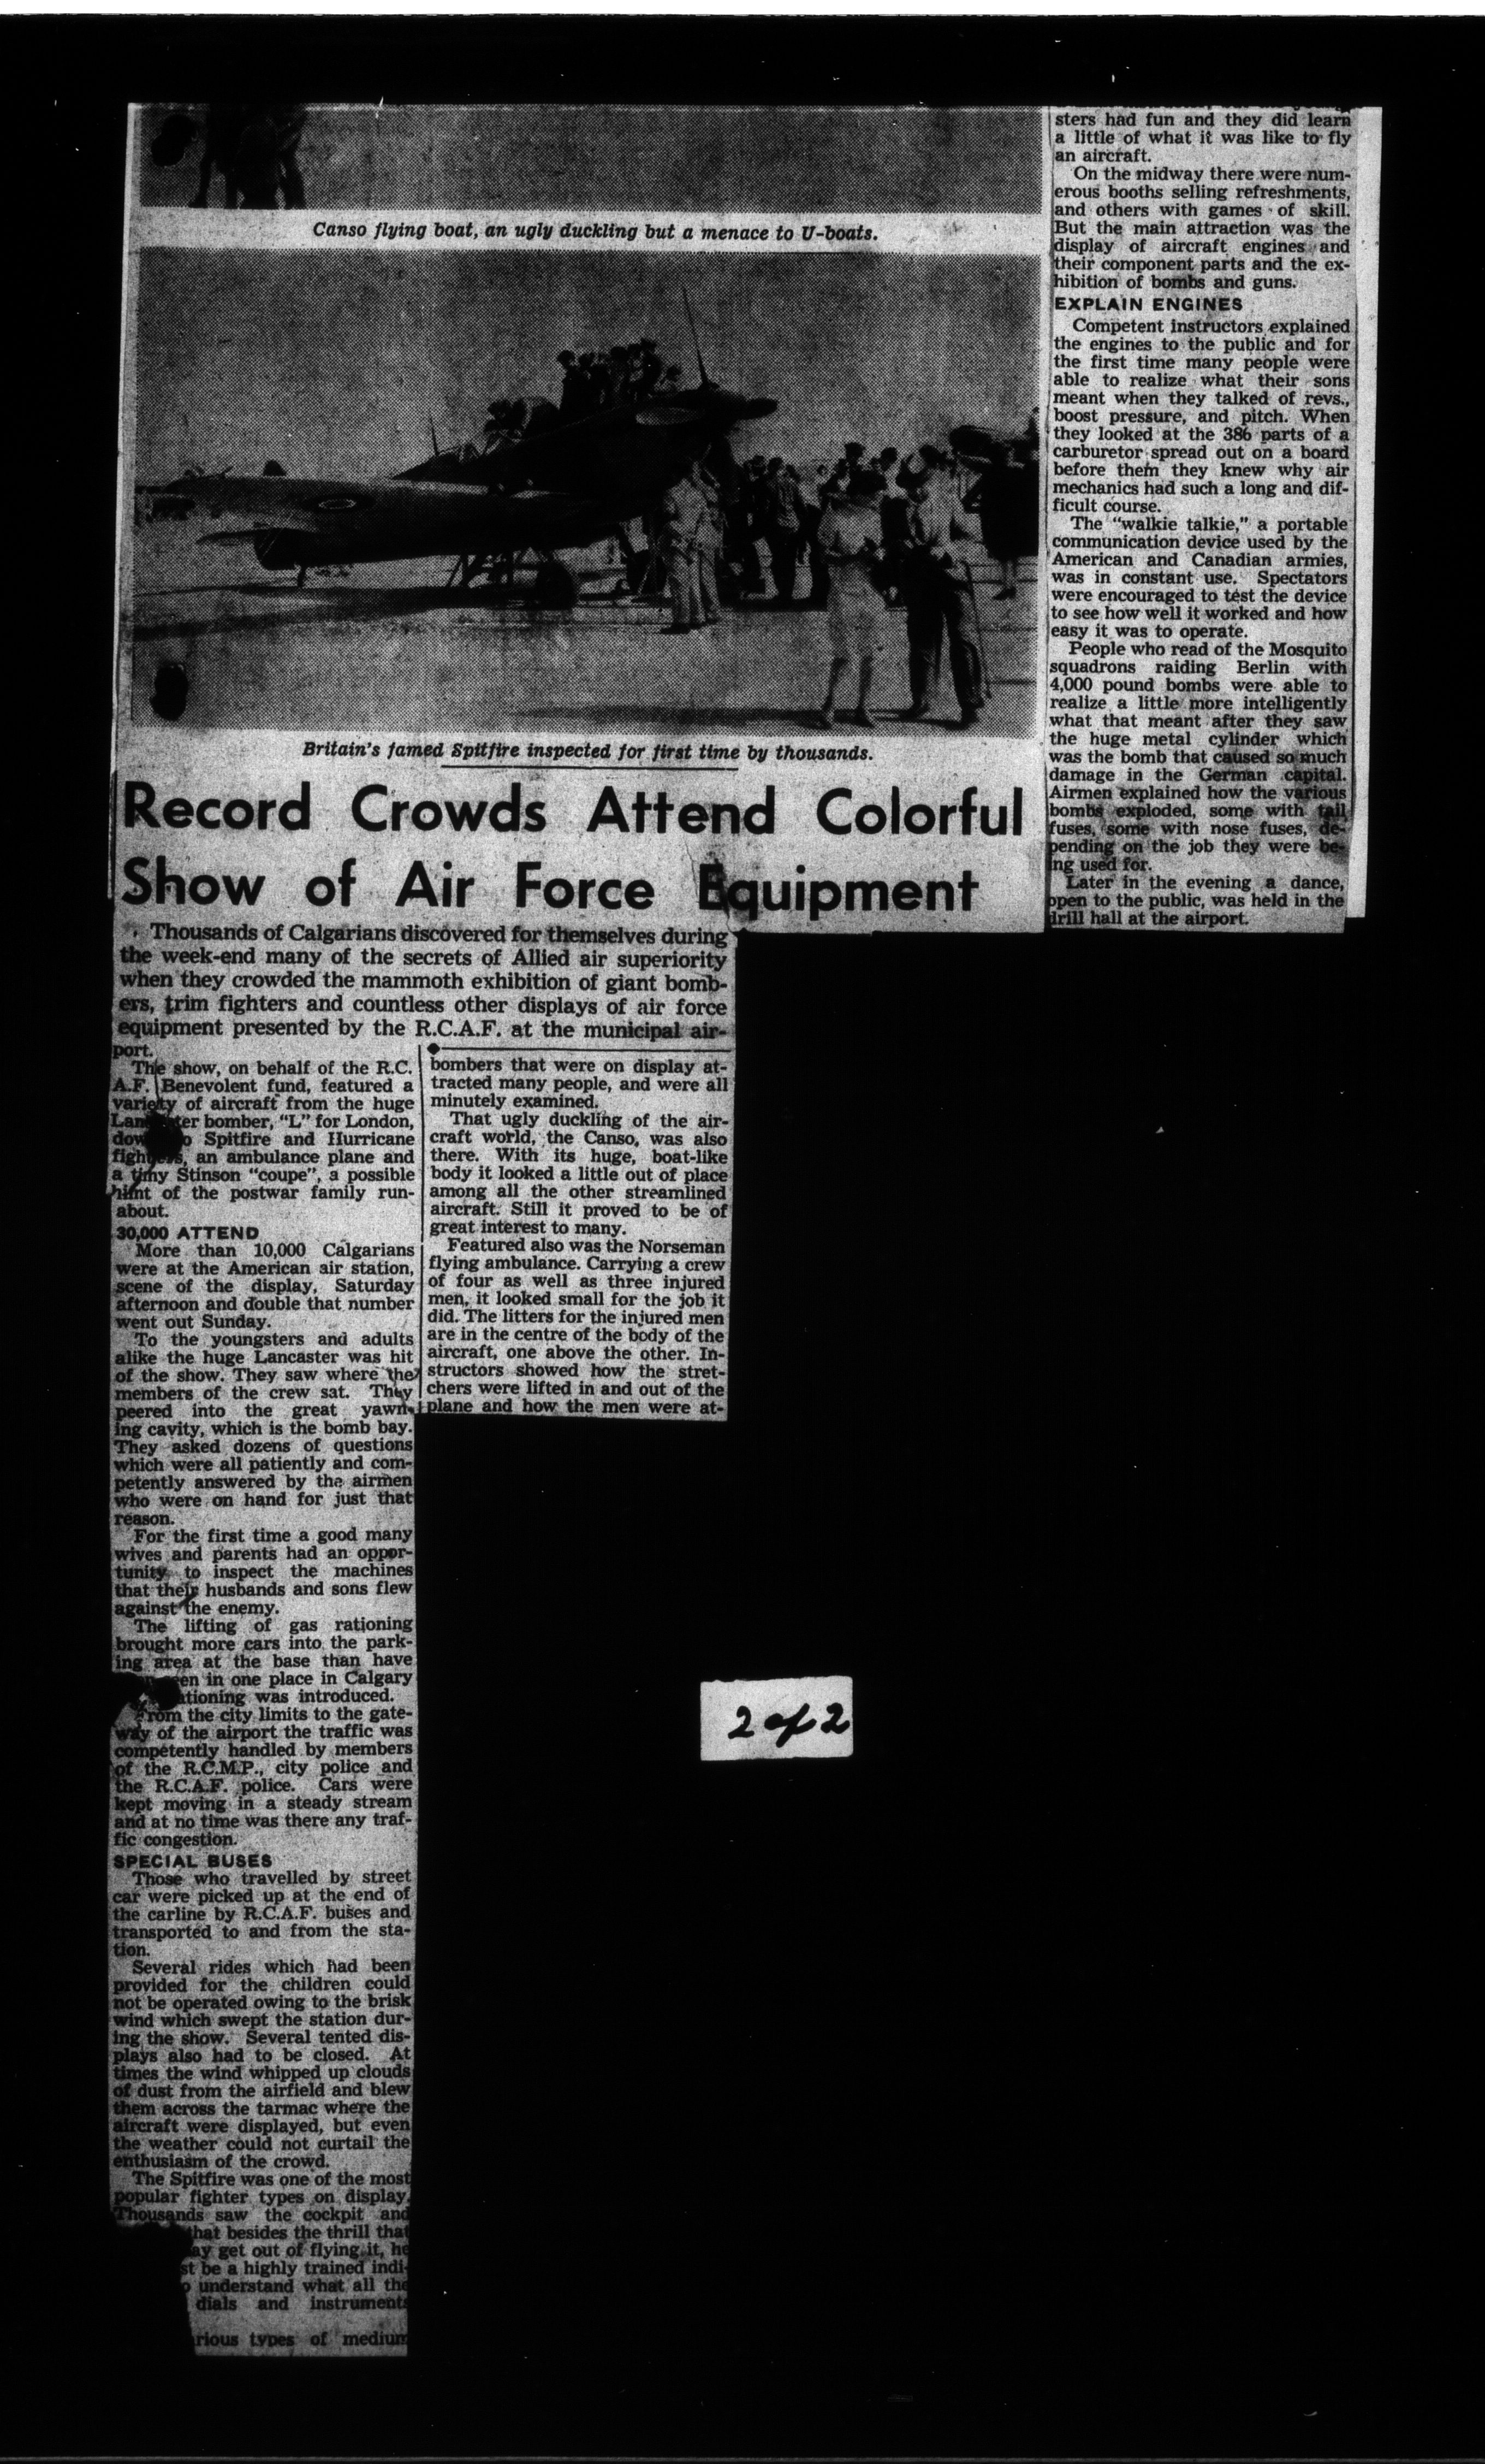 Canso flying boat, an ugly duckling but a menace to U-boats.
Britain's famed Spitfire inspected for first time by thousands.
Record Crowds Attend Colorful
Show of Air Force Equipment
Thousands of Calgarians discovered for themselves during
the week-end many of the secrets of Allied air superiority
when they crowded the mammoth exhibition of giant bomb-
ers, trim fighters and countless other displays of air force
equipment presented by the R.C.A.F. at the municipal air-
port.
The show, on behalf of the R.C.
A.F. Benevolent fund, featured a
variety of aircraft from the huge
bomber, "L" for London,
Spitfire and Hurricane
an ambulance plane and
a tiny Stinson "coupe", a possible
hint of the postwar family run-
about.
30,000 ATTEND
More than 10,000 Calgarians
were at the American air station,
scene of the display, Saturday
afternoon and double that number
went out Sunday.
To the youngsters and adults
alike the huge Lancaster was hit
of the show. They saw where the
members of the crew sat. They
peered into the great yawn-
ing cavity, which is the bomb bay.
They asked dozens of questions
which were all patiently and com-
petently answered by the airmen
who were on hand for just that
reason.
For the first time a good many
wives and parents had an oppor-
tunity to inspect the machines
that their husbands and sons flew
against the enemy.
The lifting of gas rationing
brought more cars into the park-
ing area at the base than have
in one place in Calgary
was introduced.
From the city limits to the gate-
way of the airport the traffic was
competently handled by members
of the R.C.M.P., city police and
the R.C.A.F. police. Cars were
kept moving in a steady stream
and at no time was there any traf-
fic congestion.
SPECIAL BUSES
Those who travelled by street
car were picked up at the end of
the carline by R.C.A.F. buses and
transported to and from the sta-
tion.
Several rides which had been
provided for the children could
not be operated owing to the brisk
wind which swept the station dur-
ing the show. Several tented dis-
plays also had to be closed. At
times the wind whipped up clouds
of dust from the airfield and blew
them across the tarmac where the
aircraft were displayed, but even
the weather could not curtail the
enthusiasm of the crowd.
The Spitfire was one of the most
popular fighter types on display.
Thousands saw the cockpit and
that besides the thrill that
get out of flying it, he
be a highly trained indi-
understand what all the
dials and instruments
types of medium
bombers that were on display at-
tracted many people, and were all
minutely examined.
That ugly duckling of the air-
craft world, the Canso, was also
there. With its huge, boat-like
body it looked a little out of place
among all the other streamlined
aircraft. Still it proved to be of
great interest to many.
Featured also was the Norseman
flying ambulance. Carrying a crew
of four as well as three injured
men, it looked small for the job it
did. The litters for the injured men
are in the centre of the body of the
aircraft, one above the other. In-
structors showed how the stret-
chers were lifted in and out of the
plane and how the men were at-
sters had fun and they did learn
a little of what it was like to fly
an aircraft.
On the midway there were num-
erous booths selling refreshments,
and others with games of skill.
But the main attraction was the
display of aircraft engines and
their component parts and the ex-
hibition of bombs and guns.
EXPLAIN ENGINES
Competent instructors explained
the engines to the public and for
the first time many people were
able to realize what their sons
meant when they talked of revs.,
boost pressure, and pitch. When
they looked at the 386 parts of a
carburetor spread out on a board
before them they knew why air
mechanics had such a long and dif-
ficult course.
The "walkie talkie," a portable
communication device used by the
American and Canadian armies,
was in constant use. Spectators
were encouraged to test the device
to see how well it worked and how
easy it was to operate.
People who read of the Mosquito
squadrons raiding Berlin with
4,000 pound bombs were able to
realize a little more intelligently
what that meant after they saw
the huge metal cylinder which
was the bomb that caused so much
damage in the German capital.
Airmen explained how the various
bombs exploded, some with tail
fuses, some with nose fuses, de-
pending on the job they were be-
ing used for.
Later in the evening a dance,
open to the public, was held in the
drill hall at the airport.
2 of 2